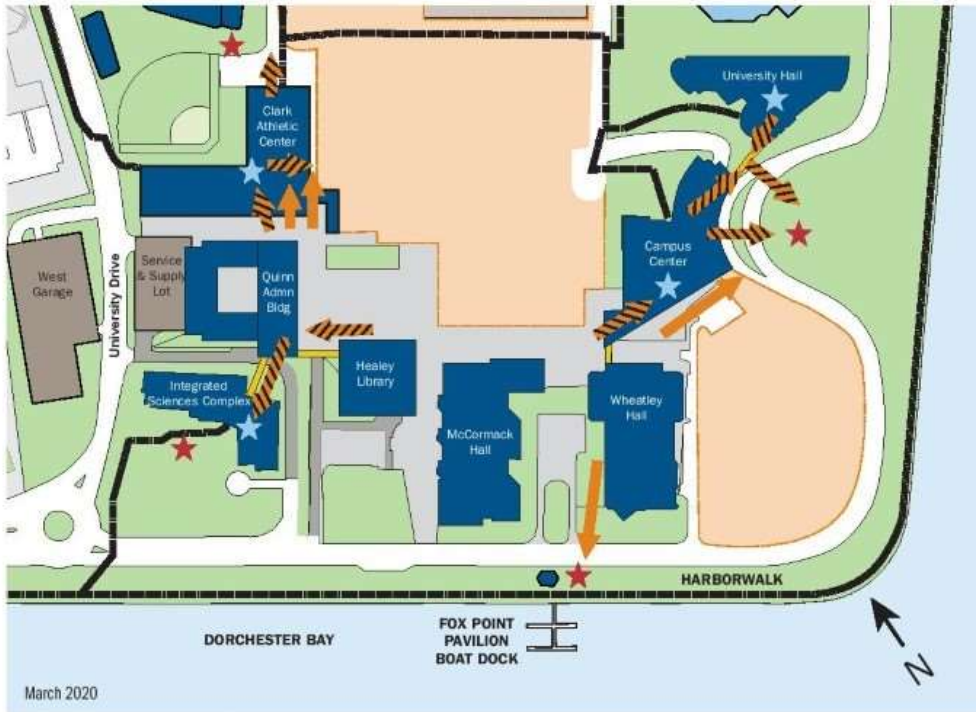 University Hall
Clark
Athletic
Center
Campus
Center
West
Garage
University Drive
Service
& Supply
Lot
Quinn
Admn
Bldg
Healey
Library
Integrated
Sciences Complex
McCormack
Hall
Wheatley
Hall
HARBORWALK
FOX POINT
PAVILION
BOAT DOCK
DORCHESTER BAY
N
March 2020